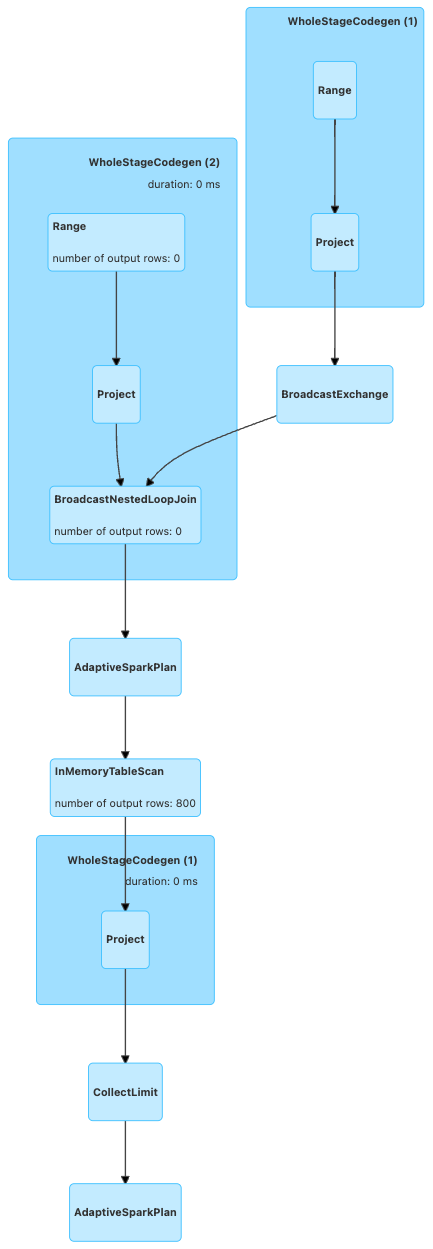 WholeStageCodegen (1)
Range
Project
WholeStageCodegen (2)
duration: 0 ms
Range
number of output rows: 0
Project
BroadcastExchange
BroadcastNestedLoopJoin
number of output rows: 0
AdaptiveSparkPlan
InMemoryTableScan
number of output rows: 800
WholeStageCodegen (1)
duration: 0 ms
Project
CollectLimit
AdaptiveSparkPlan